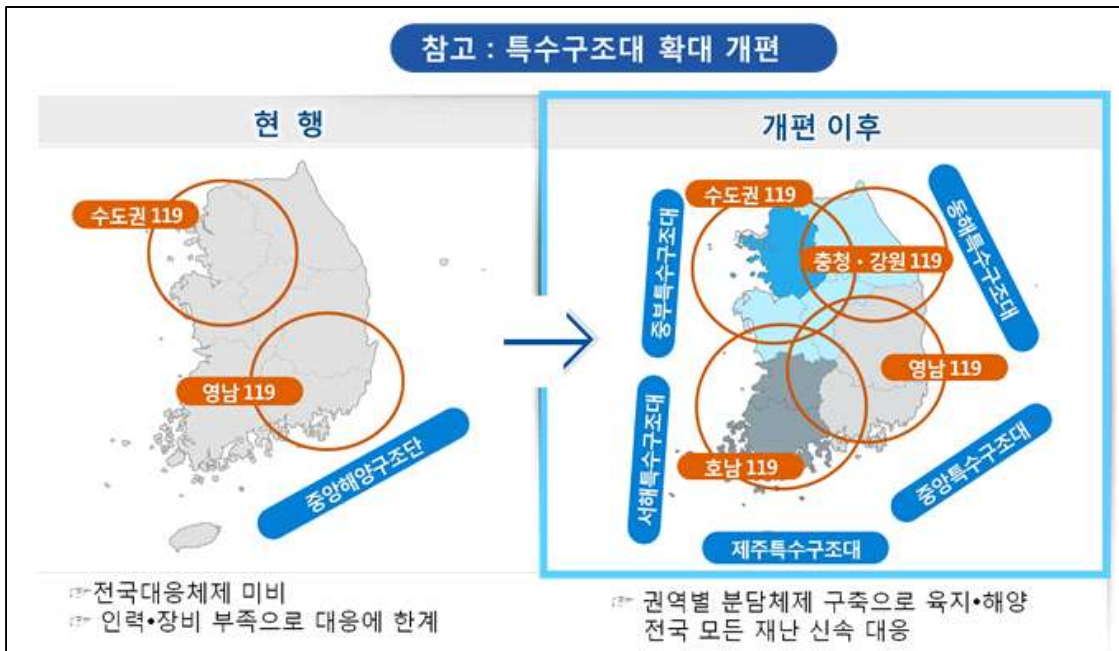 참고 : 특수구조대 확대 개편
현 행
수도권 119
영남 119
중앙해양구조단
☞전국대응체제 미비
☞ 인력•장비 부족으로 대응에 한계
개편 이후
수도권 119
충청 · 강원 119
영남 119
호남 119
중부특수구조대
서해특수구조대
동해특수구조대
중앙특수구조대
제주특수구조대
☞ 권역별 분담체제 구축으로 육지•해양
전국 모든 재난 신속 대응